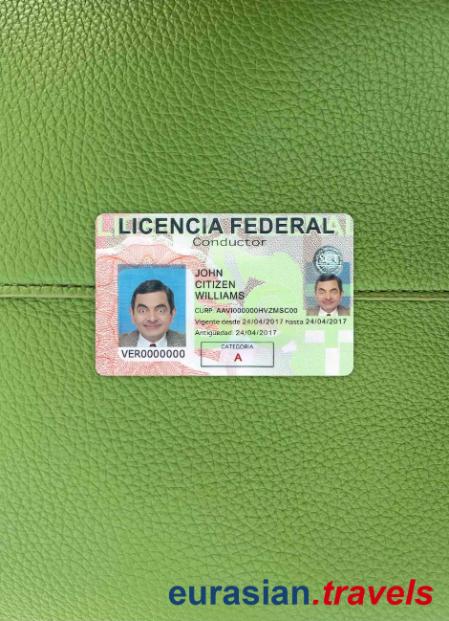 LICENCIA FEDERAL
Conductor
JOHN
CITIZEN
WILLIAMS
CURP AAVI000000HVZMSC00
Vigente desde 24/04/2017 hasta 24/04/2017
Antigüedad 24/04/2017
CATEGORIA
A
VER0000000
eurasian.travels